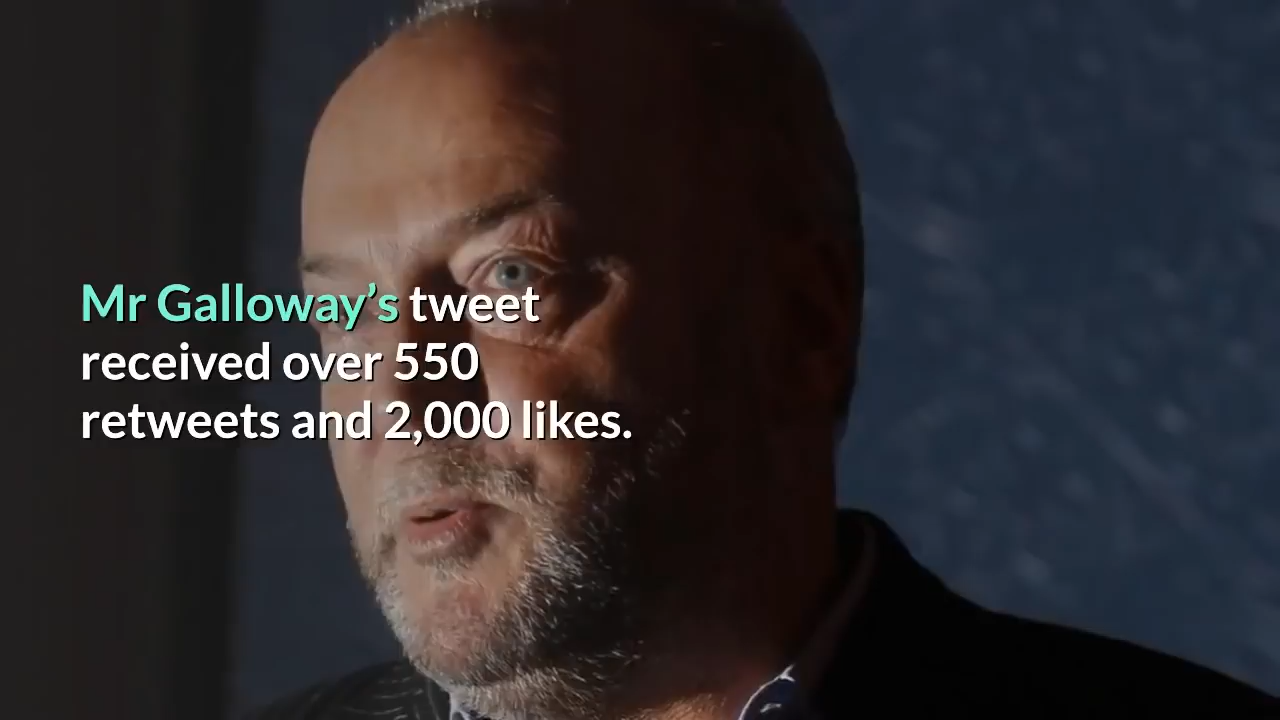 Mr Galloway’s tweet
received over 550
retweets and 2,000 likes.